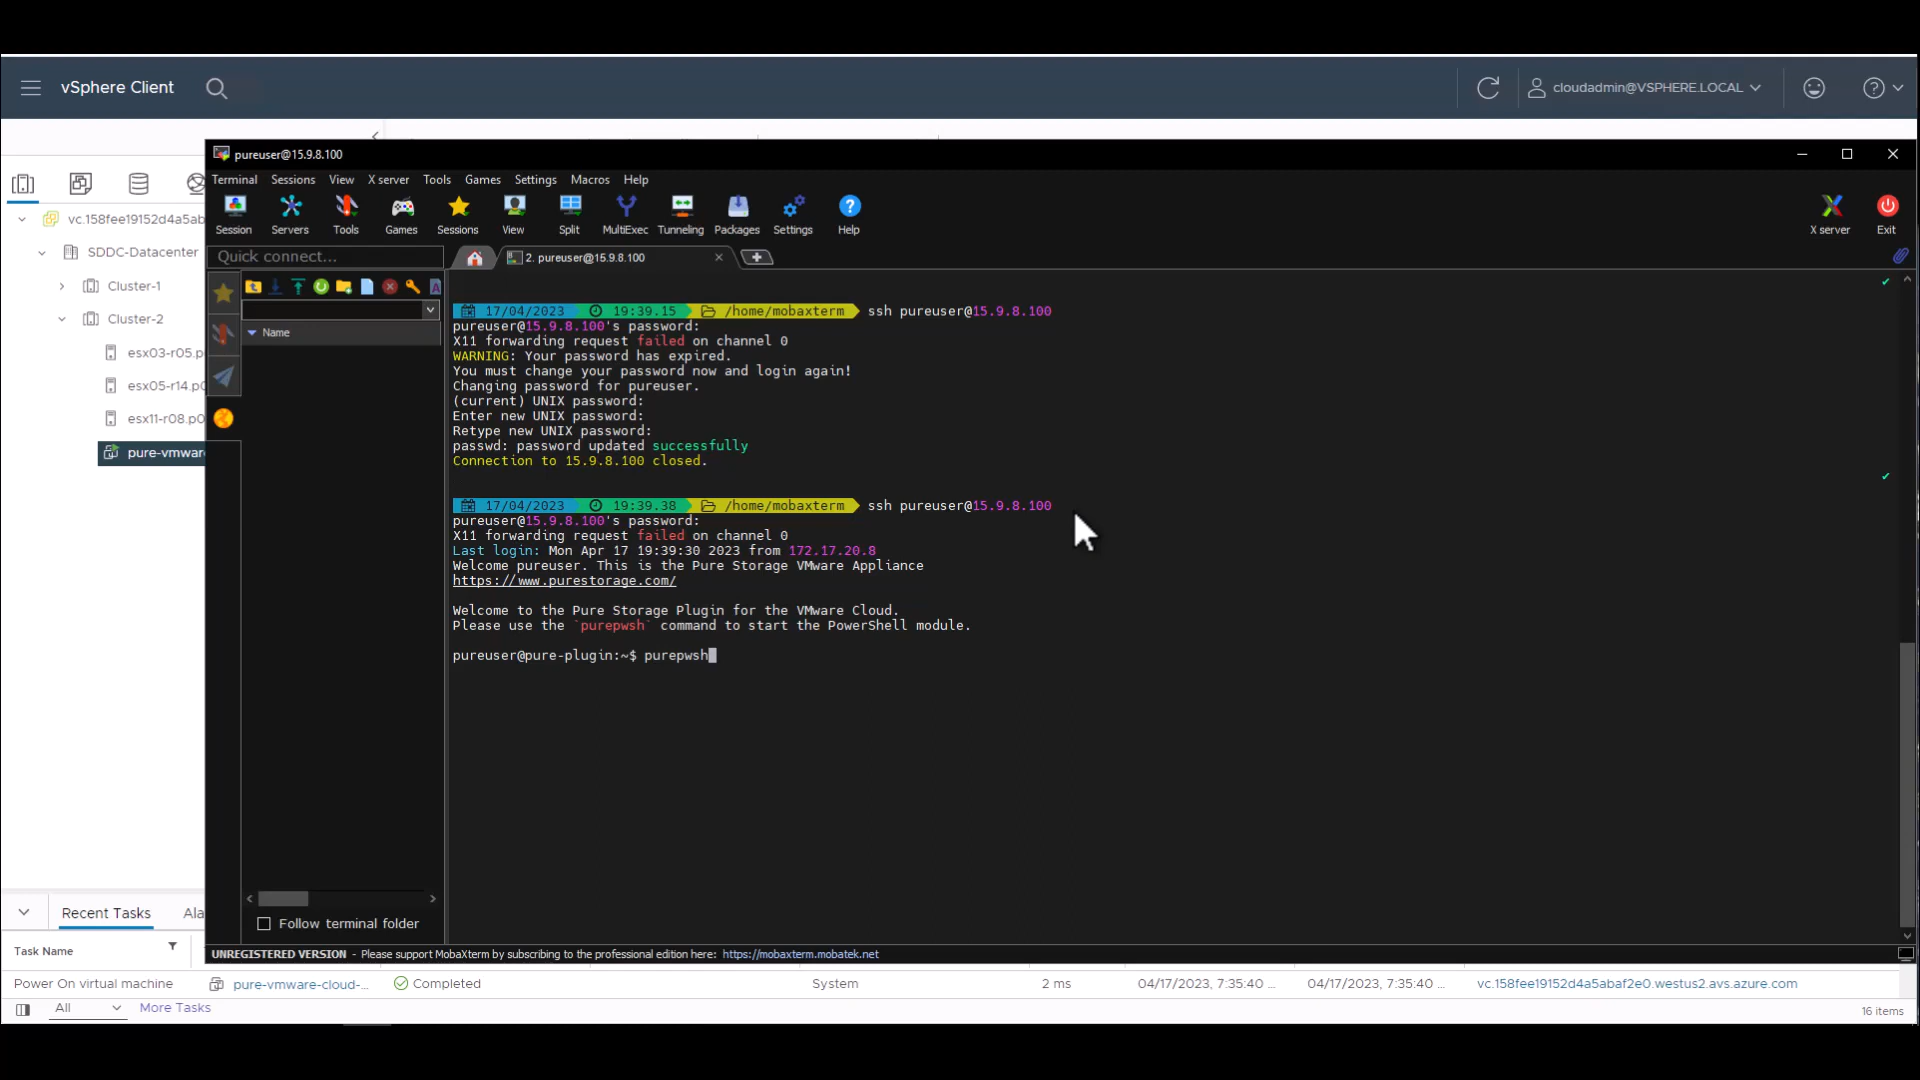 vSphere Client
cloudadmin@VSPHERE.LOCAL
pureuser@15.9.8.100
Terminal Sessions View X server Tools Games Settings Macros Help
Session Servers Tools Games Sessions View Split MultiExec Tunneling Packages Settings Help X server Exit
Quick connect...
2. pureuser@15.9.8.100
Name
vc.158fee19152d4a5ab
SDDC-Datacenter
Cluster-1
Cluster-2
esx03-r05.p
esx05-r14.p0
esx11-r08.p0
pure-vmware
17/04/2023 19:39.15 /home/mobaxterm ssh pureuser@15.9.8.100
pureuser@15.9.8.100's password:
X11 forwarding request failed on channel 0
WARNING: Your password has expired.
You must change your password now and login again!
Changing password for pureuser.
(current) UNIX password:
Enter new UNIX password:
Retype new UNIX password:
passwd: password updated successfully
Connection to 15.9.8.100 closed.
17/04/2023 19:39.38 /home/mobaxterm ssh pureuser@15.9.8.100
pureuser@15.9.8.100's password:
X11 forwarding request failed on channel 0
Last login: Mon Apr 17 19:39:30 2023 from 172.17.20.8
Welcome pureuser. This is the Pure Storage VMware Appliance
https://www.purestorage.com/
Welcome to the Pure Storage Plugin for the VMware Cloud.
Please use the `purepwsh` command to start the PowerShell module.
pureuser@pure-plugin:~$ purepwsh
Follow terminal folder
UNREGISTERED VERSION - Please support MobaXterm by subscribing to the professional edition here: https://mobaxterm.mobatek.net
Recent Tasks Ala
Task Name
Power On virtual machine pure-vmware-cloud-... Completed System 2 ms 04/17/2023, 7:35:40 ... 04/17/2023, 7:35:40 ... vc.158fee19152d4a5abaf2e0.westus2.avs.azure.com
All More Tasks 16 items